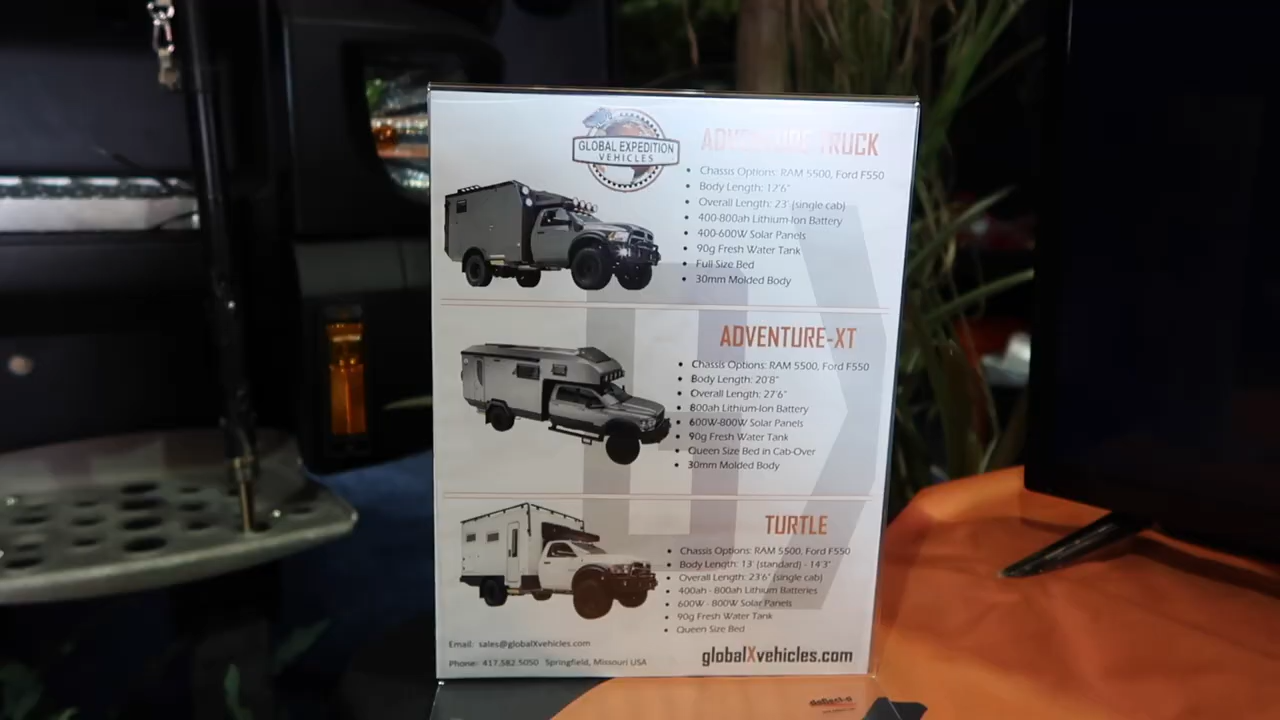 GLOBAL EXPEDITION
VEHICLES
ADVENTURE TRUCK
• Chassis Options: RAM 5500, Ford F550
• Body Length: 12'6"
• Overall Length: 23' (single cab)
• 400-800ah Lithium-Ion Battery
• 400-600W Solar Panels
• 90g Fresh Water Tank
• Full Size Bed
• 30mm Molded Body
ADVENTURE-XT
• Chassis Options: RAM 5500, Ford F550
• Body Length: 20'8"
• Overall Length: 27'6"
• 800ah Lithium-Ion Battery
• 600W-800W Solar Panels
• 90g Fresh Water Tank
• Queen Size Bed in Cab-Over
• 30mm Molded Body
TURTLE
• Chassis Options: RAM 5500, Ford F550
• Body Length: 13' (standard) - 14'3"
• Overall Length: 23'6" (single cab)
• 400ah - 800ah Lithium Batteries
• 600W - 800W Solar Panels
• 90g Fresh Water Tank
• Queen Size Bed
Email: sales@globalXvehicles.com
Phone: 417.582.5050 Springfield, Missouri USA
globalXvehicles.com